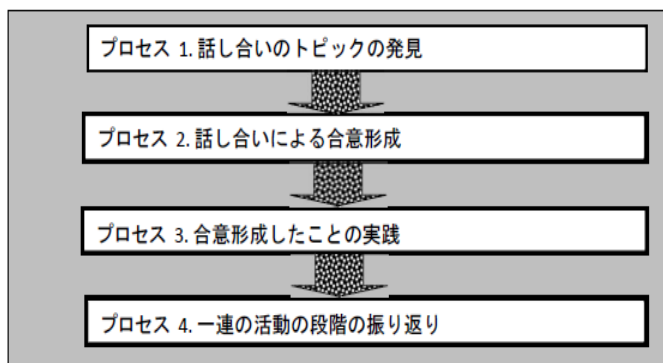 プロセス 1. 話し合いのトピックの発見
プロセス 2. 話し合いによる合意形成
プロセス 3. 合意形成したことの実践
プロセス 4. 一連の活動の段階の振り返り